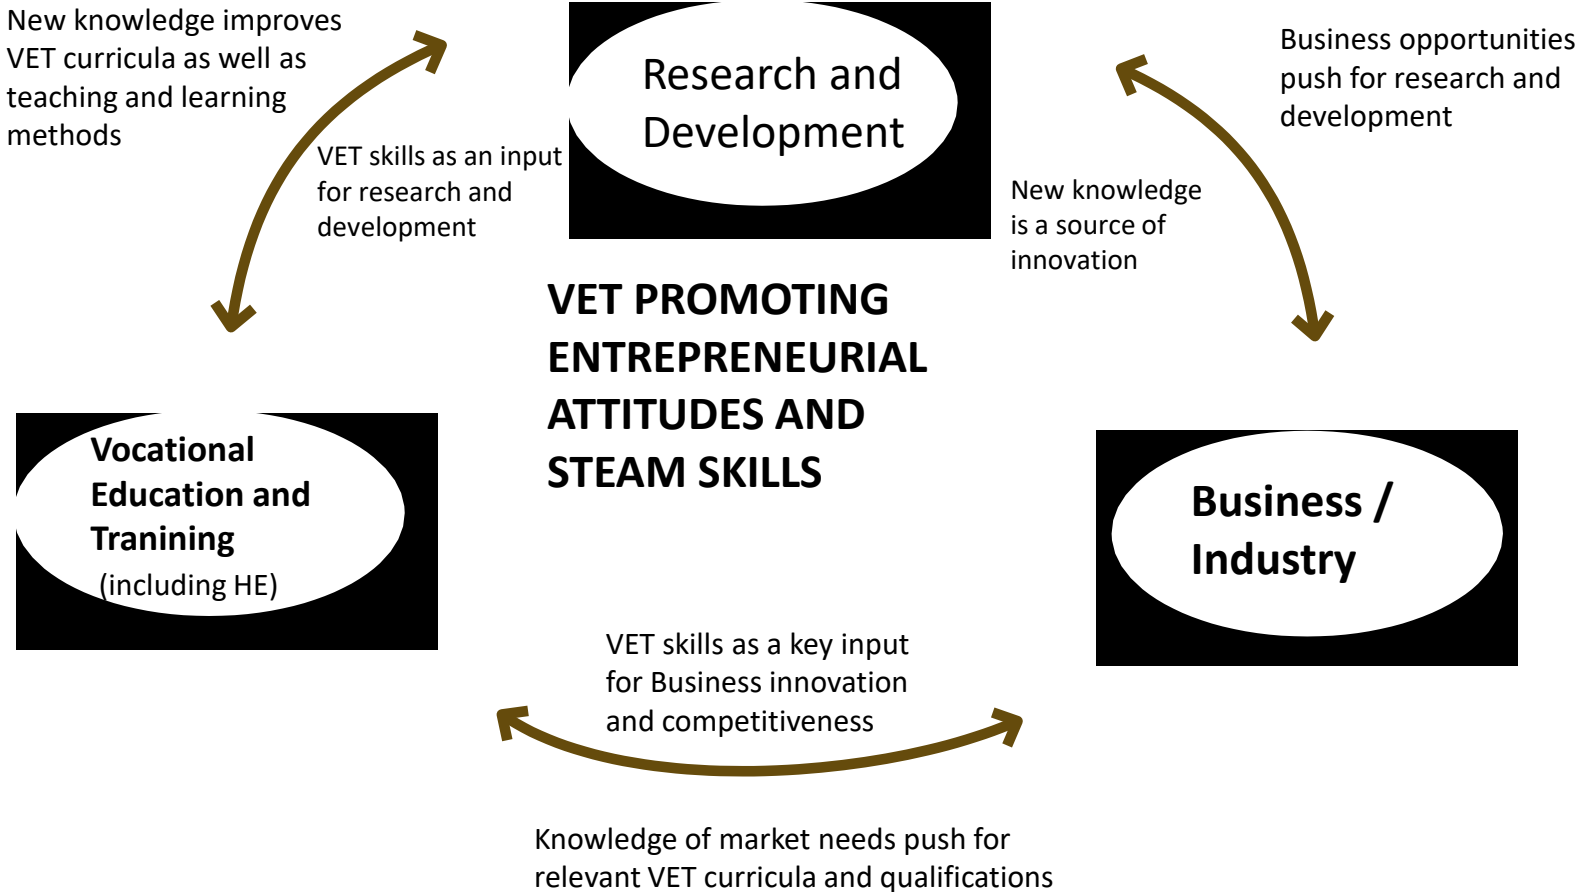 New knowledge improves
VET curricula as well as
teaching and learning
methods
VET skills as an input
for research and
development
Research and
Development
Business opportunities
push for research and
development
New knowledge
is a source of
innovation
VET PROMOTING
ENTREPRENEURIAL
ATTITUDES AND
STEAM SKILLS
Vocational
Education and
Tranining
(including HE)
Business /
Industry
VET skills as a key input
for Business innovation
and competitiveness
Knowledge of market needs push for
relevant VET curricula and qualifications